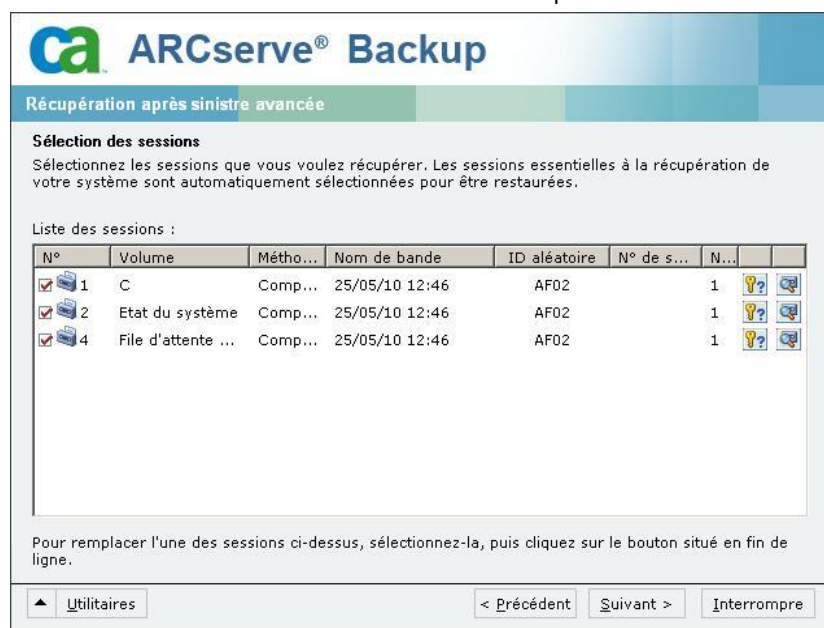 ca ARCserve® Backup
Récupération après sinistre avancée
Sélection des sessions
Sélectionnez les sessions que vous voulez récupérer. Les sessions essentielles à la récupération de
votre système sont automatiquement sélectionnées pour être restaurées.
Liste des sessions :
N° Volume Métho... Nom de bande ID aléatoire N° de s... N...
1 C Comp... 25/05/10 12:46 AF02 1
2 Etat du système Comp... 25/05/10 12:46 AF02 1
4 File d'attente ... Comp... 25/05/10 12:46 AF02 1
Pour remplacer l'une des sessions ci-dessus, sélectionnez-la, puis cliquez sur le bouton situé en fin de
ligne.
Utilitaires < Précédent Suivant > Interrompre